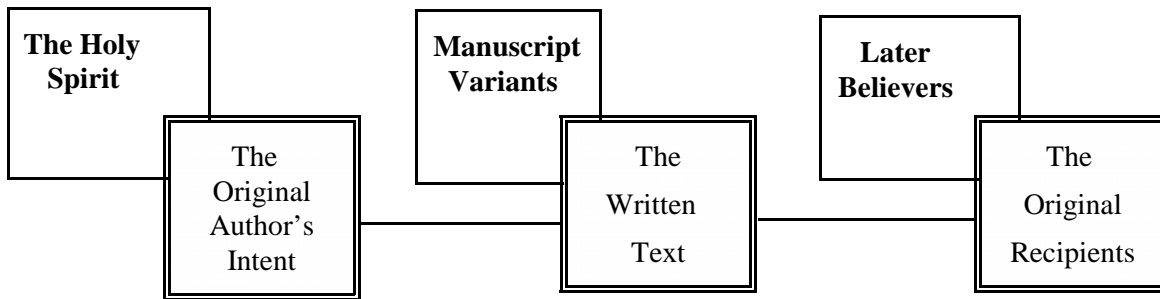 The Holy
Spirit
The
Original
Author’s
Intent
Manuscript
Variants
The
Written
Text
Later
Believers
The
Original
Recipients